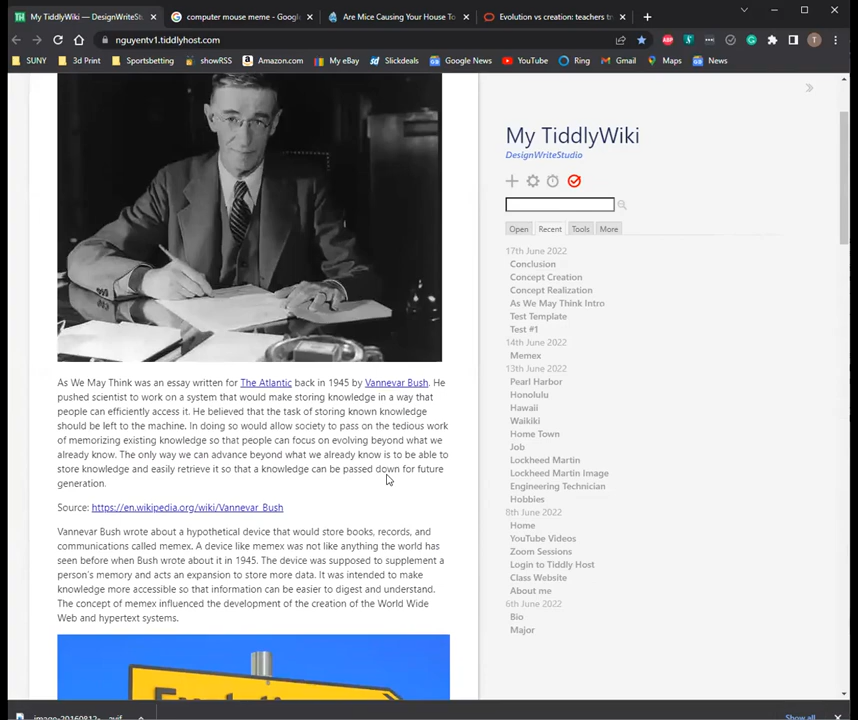 My TiddlyWiki — DesignWriteStu
computer mouse meme - Googl
Are Mice Causing Your House To
Evolution vs creation: teachers tr
nguyentv1.tiddlyhost.com
SUNY
3d Print
Sportsbetting
showRSS
Amazon.com
My eBay
Slickdeals
Google News
YouTube
Ring
Gmail
Maps
News
As We May Think was an essay written for The Atlantic back in 1945 by Vannevar Bush. He
pushed scientist to work on a system that would make storing knowledge in a way that
people can efficiently access it. He believed that the task of storing known knowledge
should be left to the machine. In doing so would allow society to pass on the tedious work
of memorizing existing knowledge so that people can focus on evolving beyond what we
already know. The only way we can advance beyond what we already know is to be able to
store knowledge and easily retrieve it so that a knowledge can be passed down for future
generation.
Source: https://en.wikipedia.org/wiki/Vannevar_Bush
Vannevar Bush wrote about a hypothetical device that would store books, records, and
communications called memex. A device like memex was not like anything the world has
seen before when Bush wrote about it in 1945. The device was supposed to supplement a
person's memory and acts an expansion to store more data. It was intended to make
knowledge more accessible so that information can be easier to digest and understand.
The concept of memex influenced the development of the creation of the World Wide
Web and hypertext systems.
My TiddlyWiki
DesignWriteStudio
Open
Recent
Tools
More
17th June 2022
Conclusion
Concept Creation
Concept Realization
As We May Think Intro
Test Template
Test #1
14th June 2022
Memex
13th June 2022
Pearl Harbor
Honolulu
Hawaii
Waikiki
Home Town
Job
Lockheed Martin
Lockheed Martin Image
Engineering Technician
Hobbies
8th June 2022
Home
YouTube Videos
Zoom Sessions
Login to Tiddly Host
Class Website
About me
6th June 2022
Bio
Major
Show all